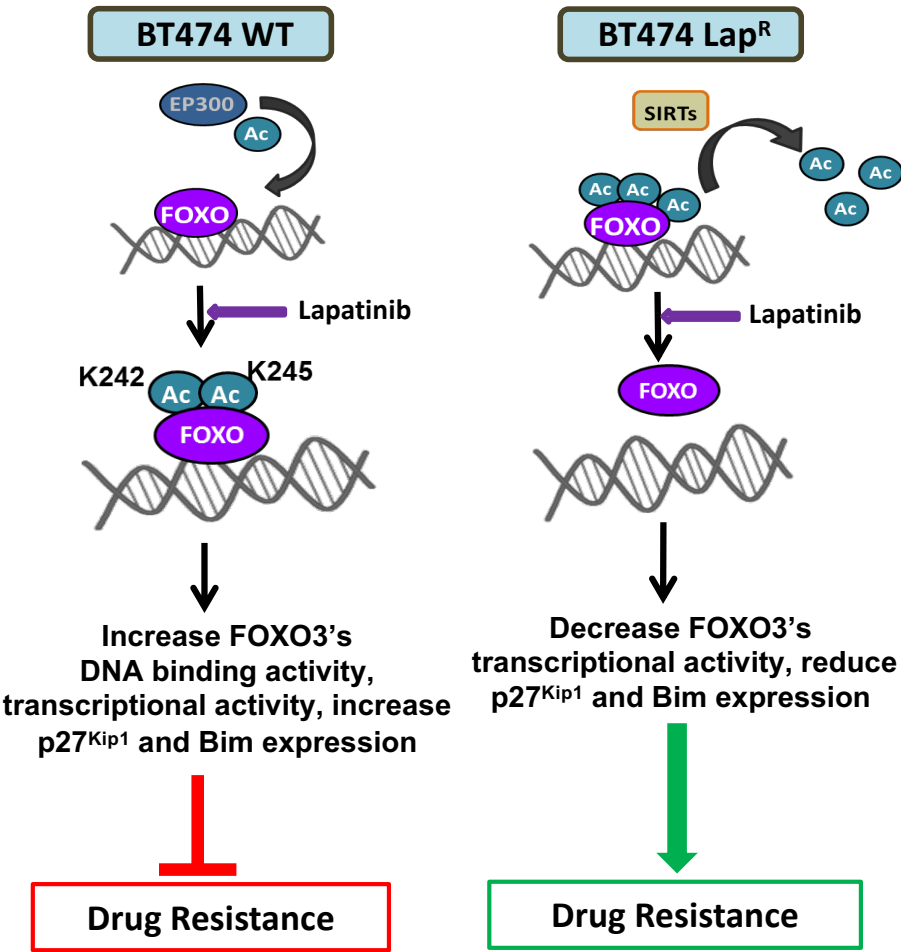 BT474 WT
EP300
Ac
FOXO
Lapatinib
K242
K245
Ac
Ac
FOXO
Increase FOXO3's
DNA binding activity,
transcriptional activity, increase
p27Kip1 and Bim expression
Drug Resistance
BT474 LapR
SIRTs
Ac
Ac
Ac
Ac
Ac
Ac
FOXO
Lapatinib
FOXO
Decrease FOXO3's
transcriptional activity, reduce
p27Kip1 and Bim expression
Drug Resistance